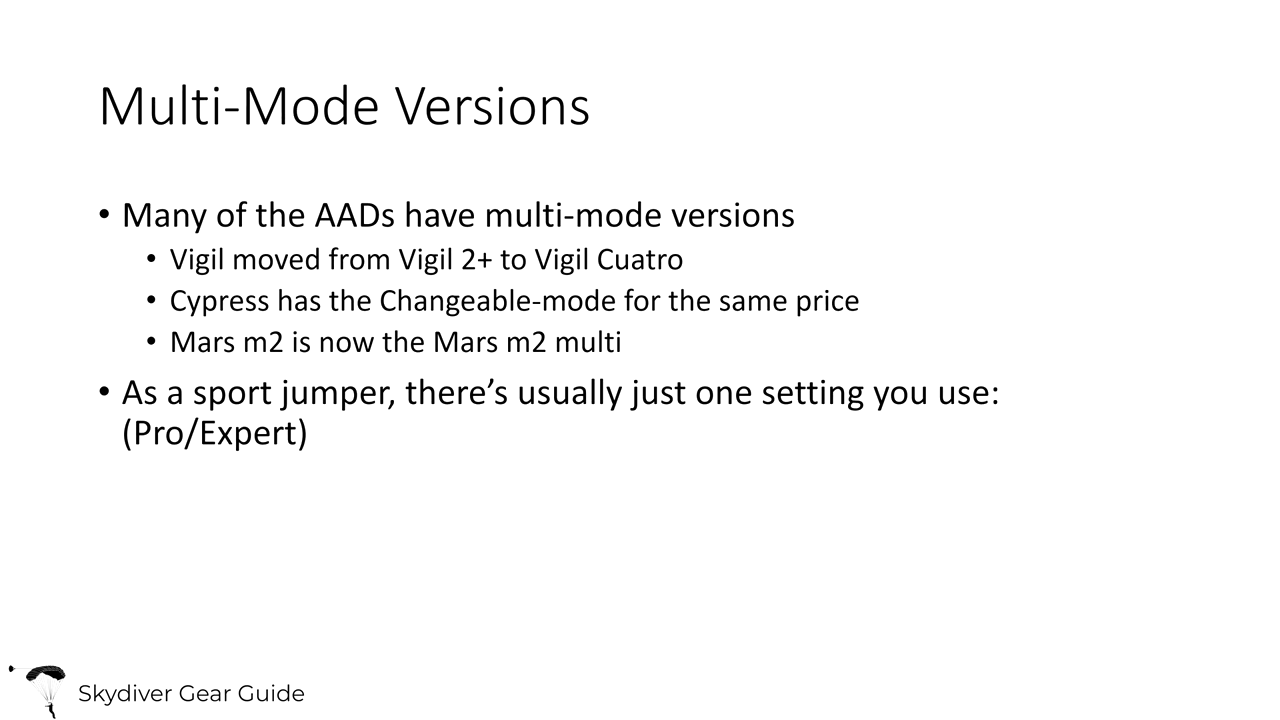 Multi-Mode Versions
• Many of the AADs have multi-mode versions
• Vigil moved from Vigil 2+ to Vigil Cuatro
• Cypress has the Changeable-mode for the same price
• Mars m2 is now the Mars m2 multi
• As a sport jumper, there’s usually just one setting you use:
(Pro/Expert)
Skydiver Gear Guide